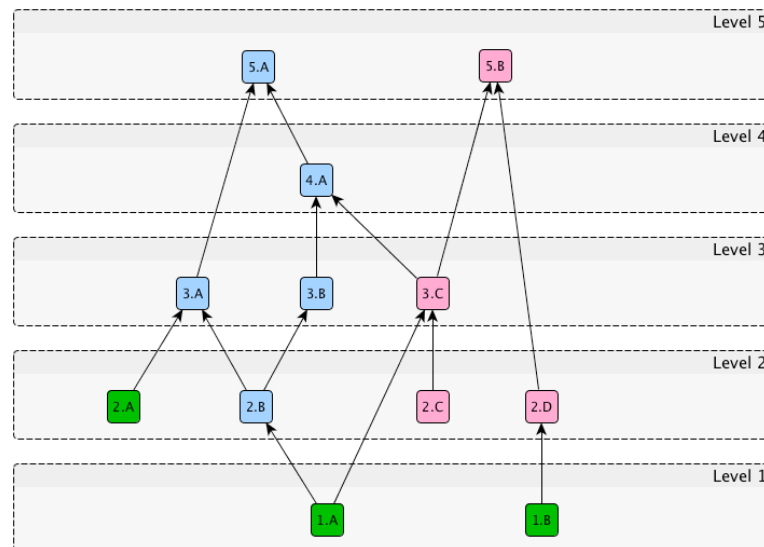 Level 5
5.A
5.B
Level 4
4.A
Level 3
3.A
3.B
3.C
Level 2
2.A
2.B
2.C
2.D
Level 1
1.A
1.B